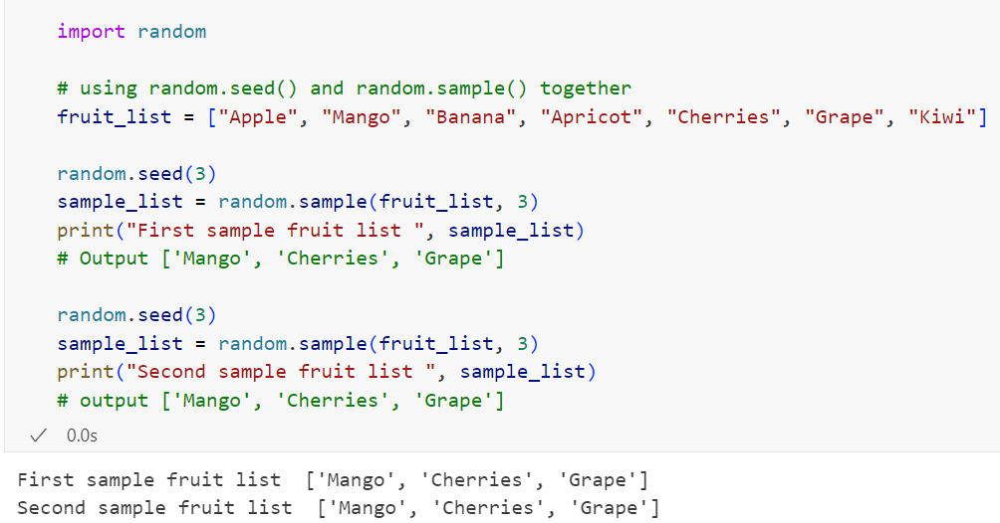 import random
# using random.seed() and random.sample() together
fruit_list = ["Apple", "Mango", "Banana", "Apricot", "Cherries", "Grape", "Kiwi"]
random.seed(3)
sample_list = random.sample(fruit_list, 3)
print("First sample fruit list ", sample_list)
# Output ['Mango', 'Cherries', 'Grape']
random.seed(3)
sample_list = random.sample(fruit_list, 3)
print("Second sample fruit list ", sample_list)
# output ['Mango', 'Cherries', 'Grape']
0.0s
First sample fruit list  ['Mango', 'Cherries', 'Grape']
Second sample fruit list  ['Mango', 'Cherries', 'Grape']